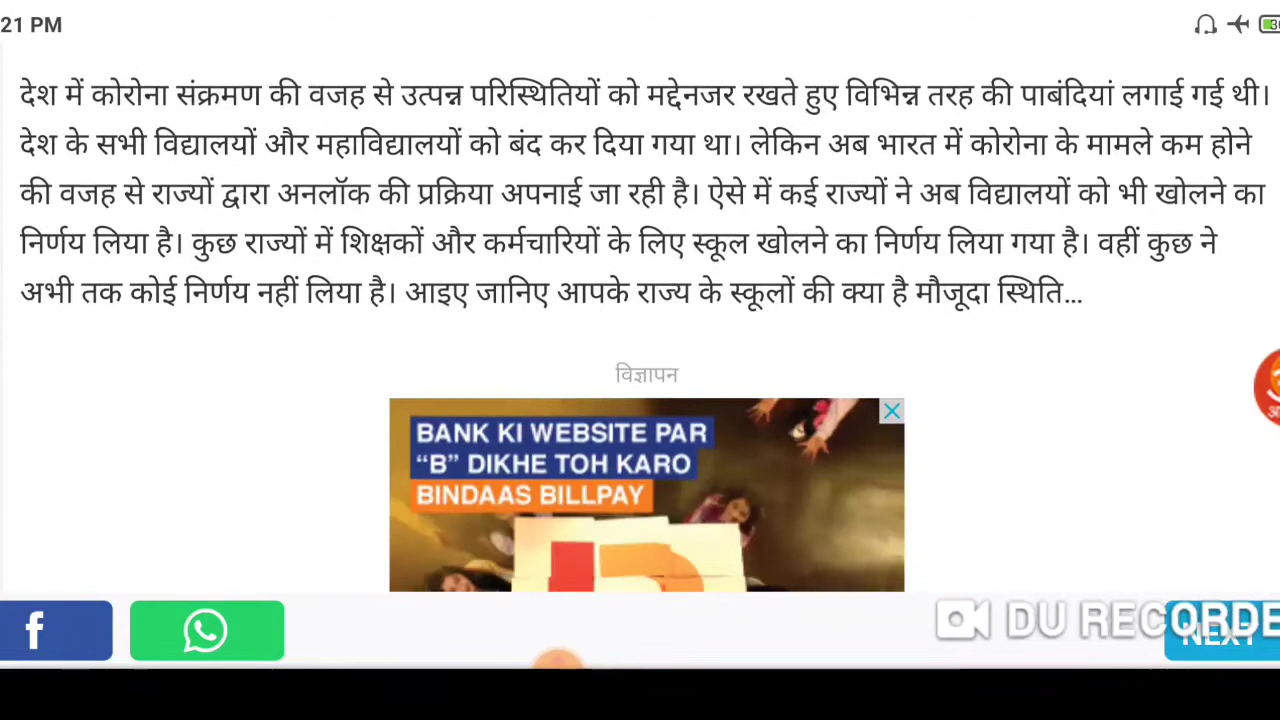 21 PM
देश में कोरोना संक्रमण की वजह से उत्पन्न परिस्थितियों को मद्देनजर रखते हुए विभिन्न तरह की पाबंदियां लगाई गई थी।
देश के सभी विद्यालयों और महाविद्यालयों को बंद कर दिया गया था। लेकिन अब भारत में कोरोना के मामले कम होने
की वजह से राज्यों द्वारा अनलॉक की प्रक्रिया अपनाई जा रही है। ऐसे में कई राज्यों ने अब विद्यालयों को भी खोलने का
निर्णय लिया है। कुछ राज्यों में शिक्षकों और कर्मचारियों के लिए स्कूल खोलने का निर्णय लिया गया है। वहीं कुछ ने
अभी तक कोई निर्णय नहीं लिया है। आइए जानिए आपके राज्य के स्कूलों की क्या है मौजूदा स्थिति...
विज्ञापन
BANK KI WEBSITE PAR
“B” DIKHE TOH KARO
BINDAAS BILLPAY
DU RECORDE
NEXT